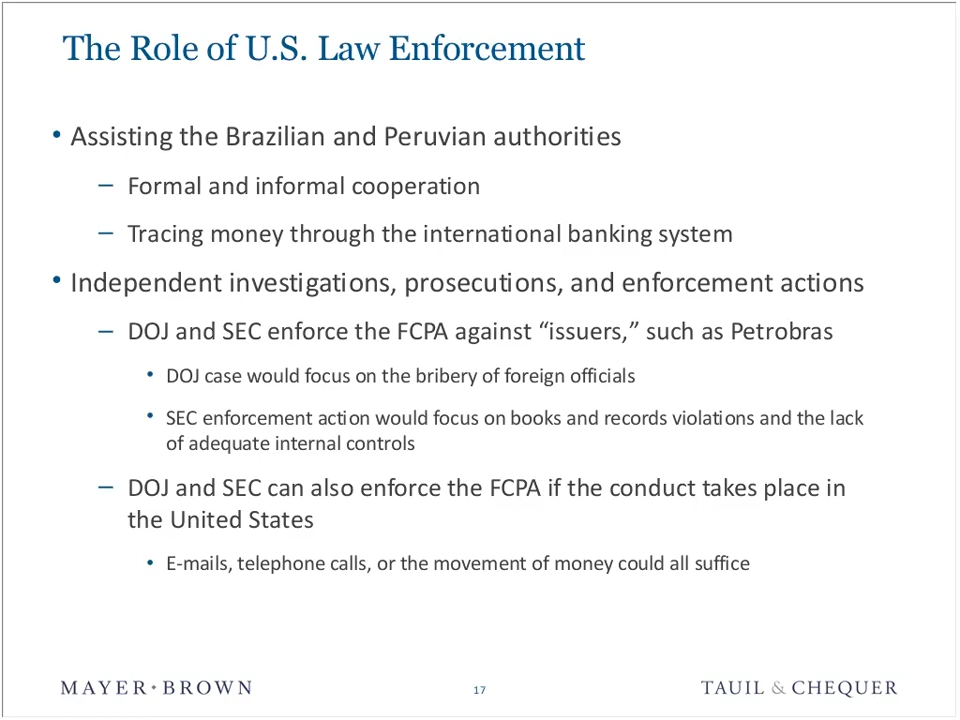 The Role of U.S. Law Enforcement
• Assisting the Brazilian and Peruvian authorities
– Formal and informal cooperation
– Tracing money through the international banking system
• Independent investigations, prosecutions, and enforcement actions
– DOJ and SEC enforce the FCPA against “issuers,” such as Petrobras
• DOJ case would focus on the bribery of foreign officials
• SEC enforcement action would focus on books and records violations and the lack
of adequate internal controls
– DOJ and SEC can also enforce the FCPA if the conduct takes place in
the United States
• E-mails, telephone calls, or the movement of money could all suffice
MAYER • BROWN
17
TAUIL & CHEQUER